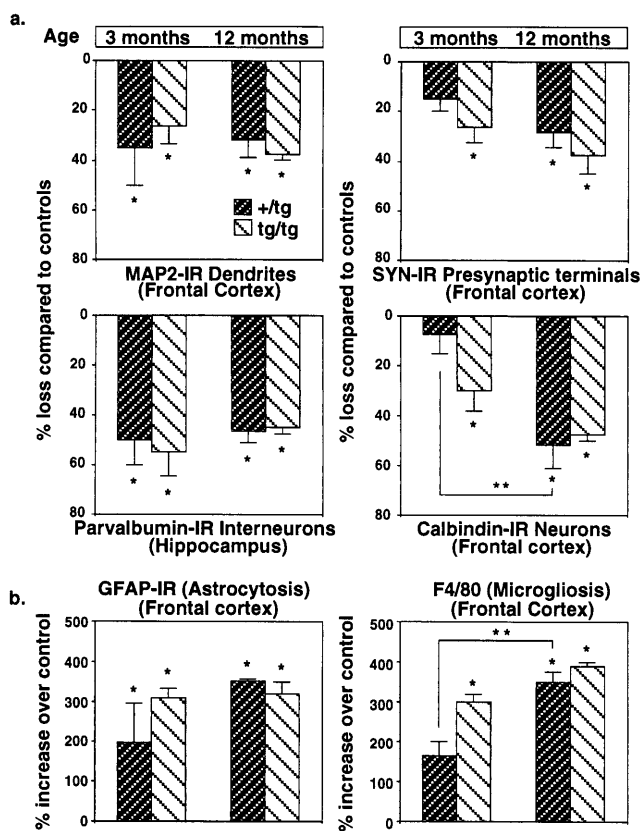 a.
Age 3 months 12 months 3 months 12 months
% loss compared to controls
0
20
40
60
80
* * * *
+/tg
tg/tg
MAP2-IR Dendrites
(Frontal Cortex)
% loss compared to controls
0
20
40
60
80
* * *
SYN-IR Presynaptic terminals
(Frontal cortex)
0
20
40
60
80
* * * *
Parvalbumin-IR Interneurons
(Hippocampus)
0
20
40
60
80
* * *
**
Calbindin-IR Neurons
(Frontal cortex)
b.
GFAP-IR (Astrocytosis)
(Frontal cortex)
% increase over control
500
400
300
200
100
0
* * * *
F4/80 (Microgliosis)
(Frontal Cortex)
% increase over control
500
400
300
200
100
0
**
* * *